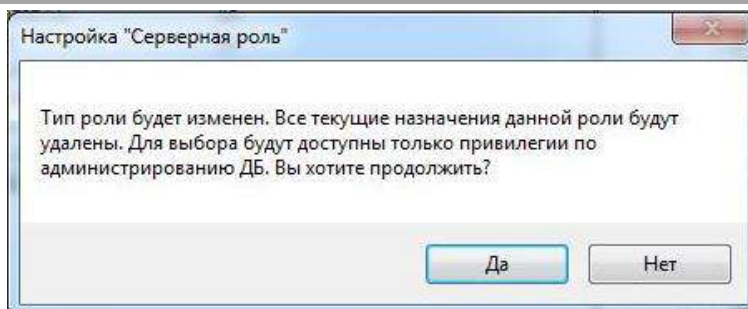 Настройка "Серверная роль"
Тип роли будет изменен. Все текущие назначения данной роли будут
удалены. Для выбора будут доступны только привилегии по
администрированию ДБ. Вы хотите продолжить?
Да
Нет